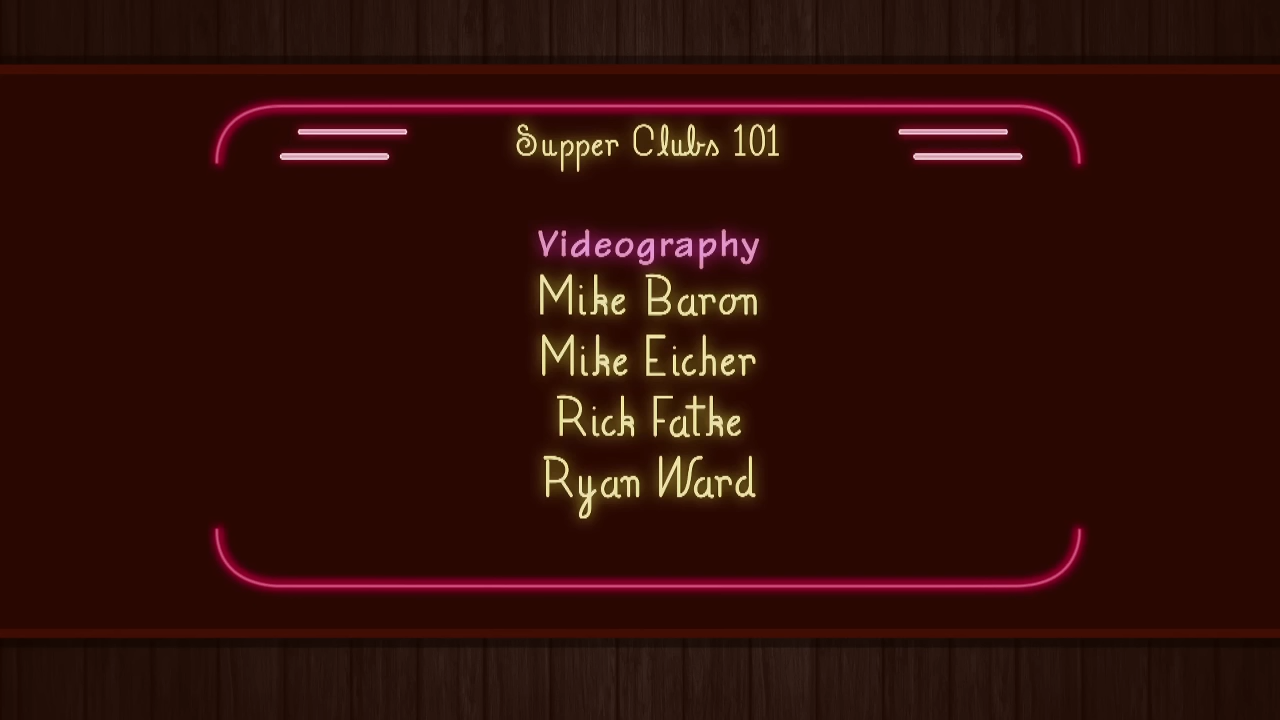 Supper Clubs 101
Videography
Mike Baron
Mike Eicher
Rick Fatke
Ryan Ward